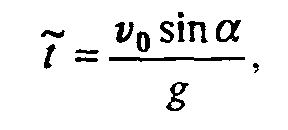 t̃ = v₀ sin α / g,